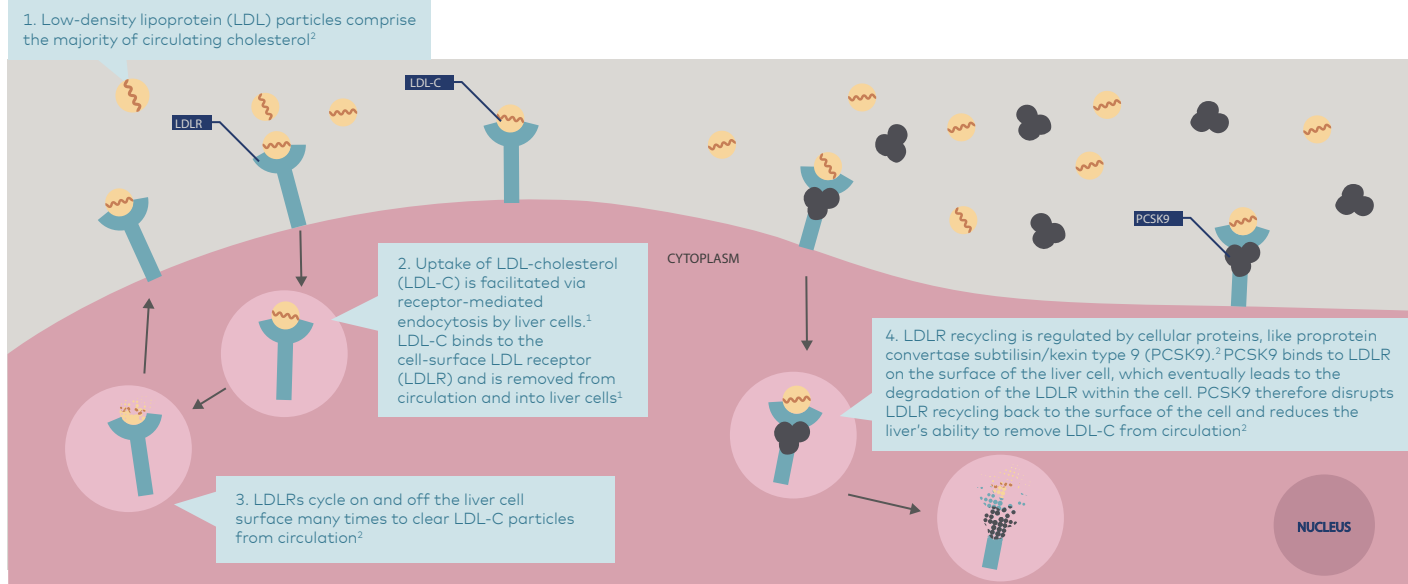 1. Low-density lipoprotein (LDL) particles comprise
the majority of circulating cholesterol²
LDL-C
LDLR
PCSK9
CYTOPLASM
2. Uptake of LDL-cholesterol
(LDL-C) is facilitated via
receptor-mediated
endocytosis by liver cells.¹
LDL-C binds to the
cell-surface LDL receptor
(LDLR) and is removed from
circulation and into liver cells¹
4. LDLR recycling is regulated by cellular proteins, like proprotein
convertase subtilisin/kexin type 9 (PCSK9).² PCSK9 binds to LDLR
on the surface of the liver cell, which eventually leads to the
degradation of the LDLR within the cell. PCSK9 therefore disrupts
LDLR recycling back to the surface of the cell and reduces the
liver's ability to remove LDL-C from circulation²
3. LDLRs cycle on and off the liver cell
surface many times to clear LDL-C particles
from circulation²
NUCLEUS